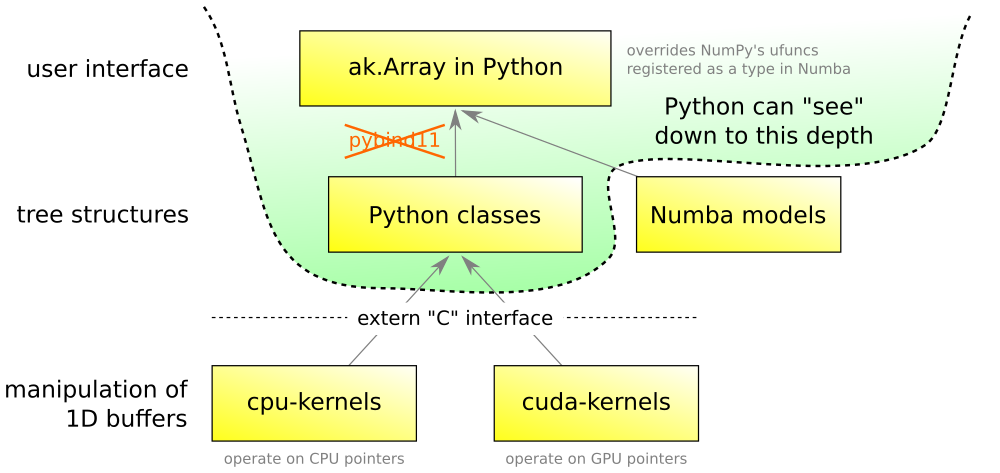 user interface
ak.Array in Python
overrides NumPy's ufuncs
registered as a type in Numba
Python can "see"
down to this depth
pybind11
tree structures
Python classes
Numba models
extern "C" interface
manipulation of
1D buffers
cpu-kernels
cuda-kernels
operate on CPU pointers
operate on GPU pointers